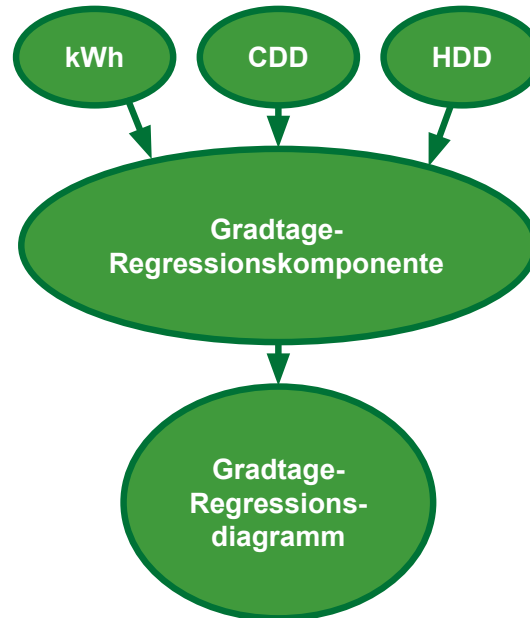 kWh
CDD
HDD
Gradtage-
Regressionskomponente
Gradtage-
Regressions-
diagramm